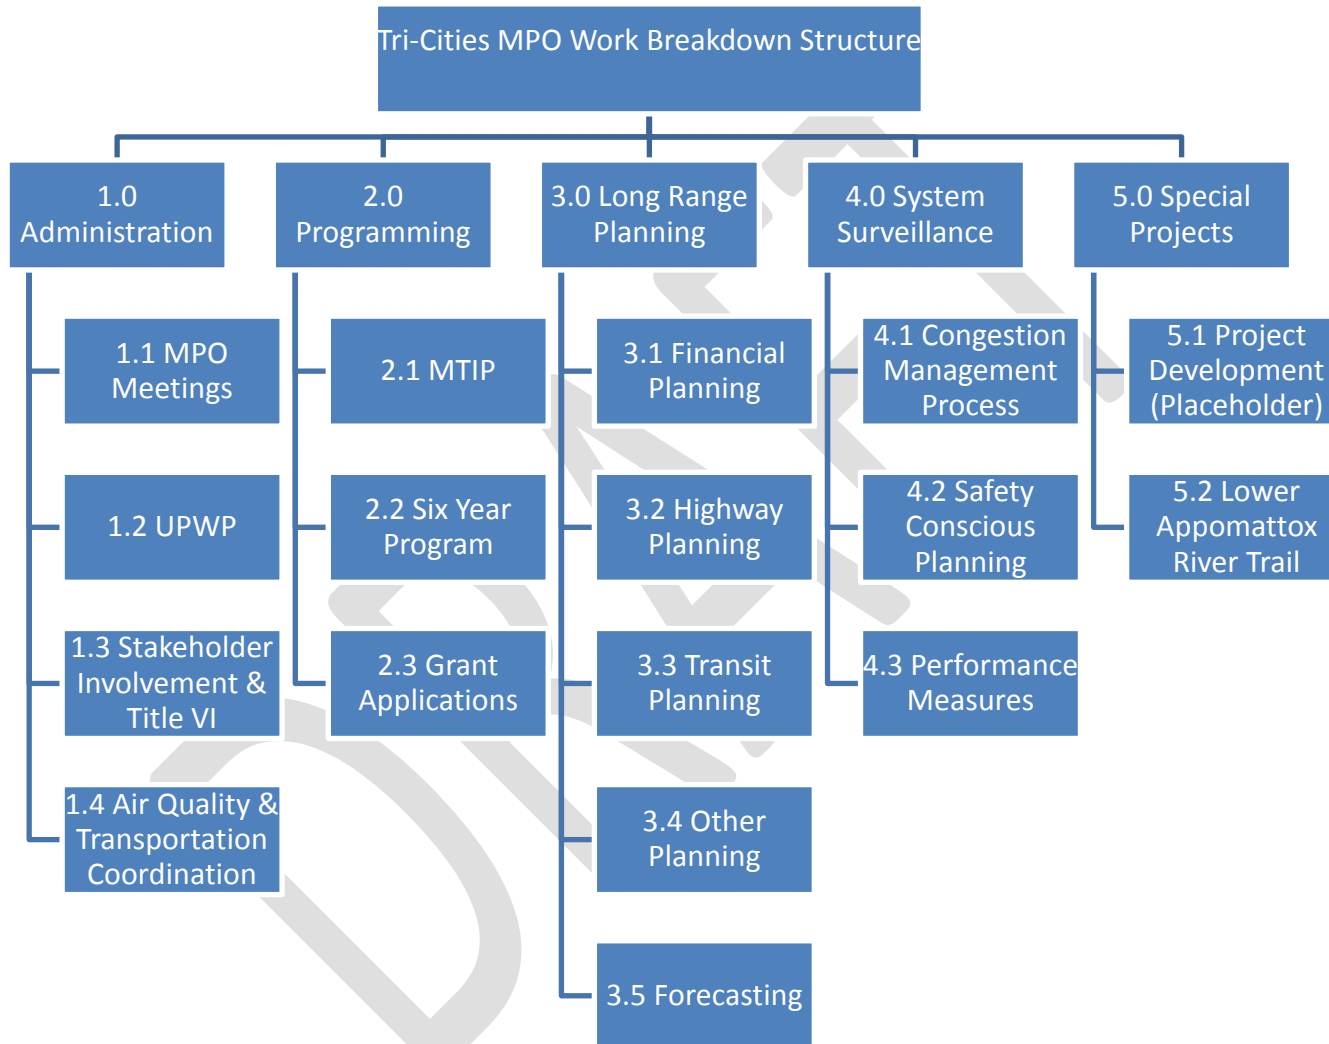 Tri-Cities MPO Work Breakdown Structure
1.0
Administration
1.1 MPO
Meetings
1.2 UPWP
1.3 Stakeholder
Involvement &
Title VI
1.4 Air Quality &
Transportation
Coordination
2.0
Programming
2.1 MTIP
2.2 Six Year
Program
2.3 Grant
Applications
3.0 Long Range
Planning
3.1 Financial
Planning
3.2 Highway
Planning
3.3 Transit
Planning
3.4 Other
Planning
3.5 Forecasting
4.0 System
Surveillance
4.1 Congestion
Management
Process
4.2 Safety
Conscious
Planning
4.3 Performance
Measures
5.0 Special
Projects
5.1 Project
Development
(Placeholder)
5.2 Lower
Appomattox
River Trail
DRAFT